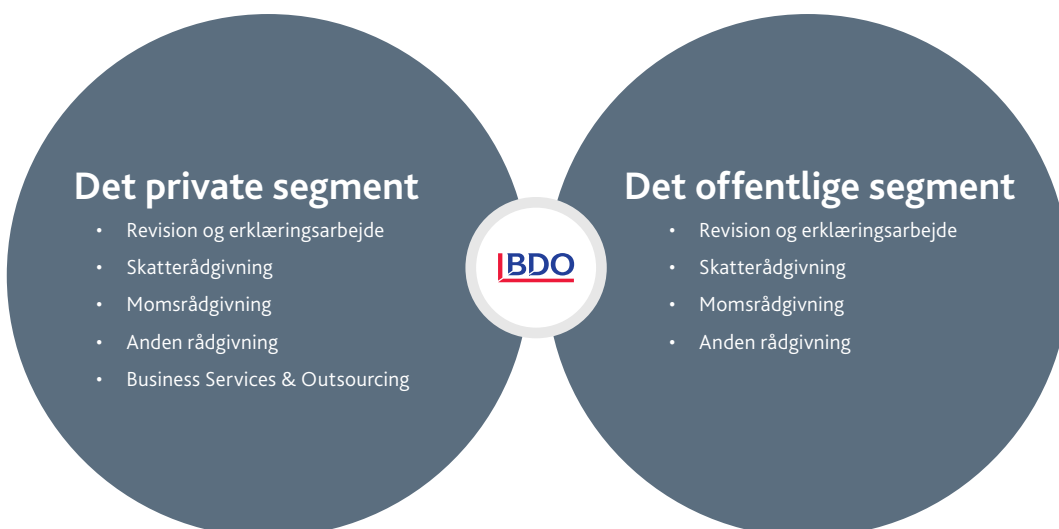 Det private segment
• Revision og erklæringsarbejde
• Skatterådgivning
• Momsrådgivning
• Anden rådgivning
• Business Services & Outsourcing
BDO
Det offentlige segment
• Revision og erklæringsarbejde
• Skatterådgivning
• Momsrådgivning
• Anden rådgivning